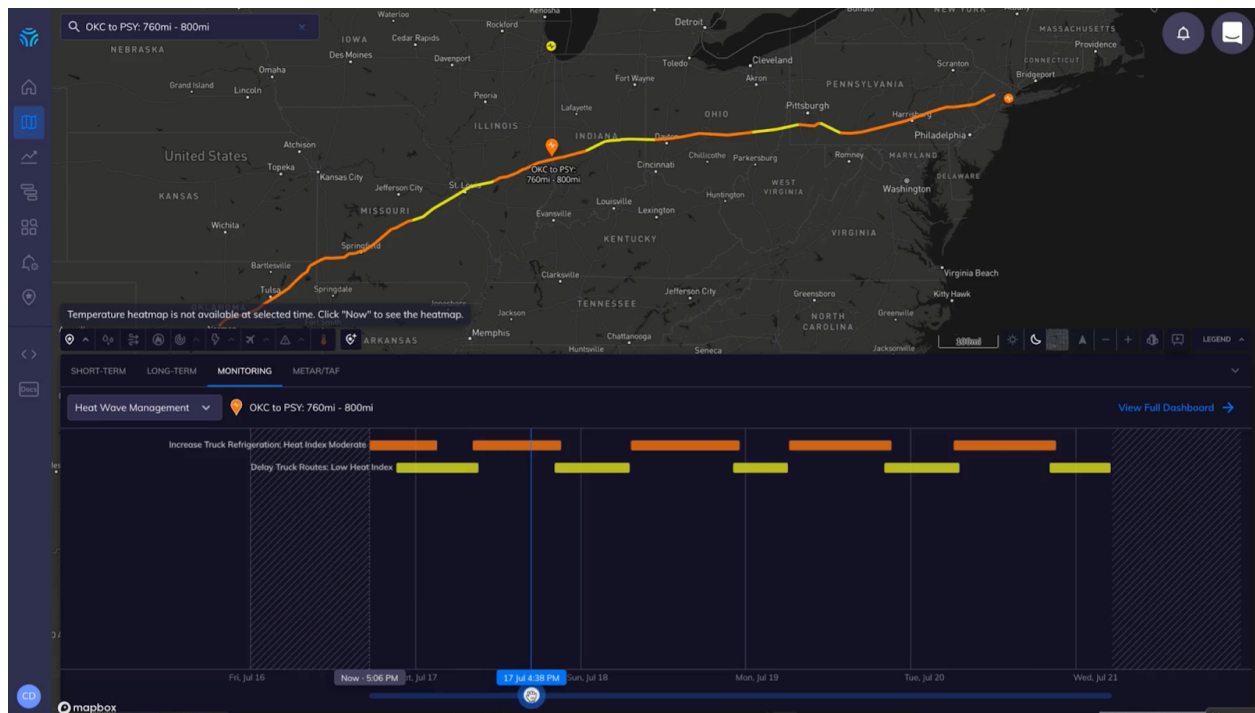 OKC to PSY: 760mi - 800mi
Waterloo
Rockford
Kenosha
Detroit
NEW YORK
MASSACHUSETTS
Providence
NEBRASKA
IOWA
Cedar Rapids
Des Moines
Davenport
Toledo
Cleveland
Scranton
CONNECTICUT
Bridgeport
Omaha
Fort Wayne
Akron
PENNSYLVANIA
Grand Island
Lincoln
Peoria
Lafayette
Pittsburgh
Harrisburg
ILLINOIS
INDIANA
Dayton
OHIO
Philadelphia
United States
Atchison
Topeka
Kansas City
Jefferson City
St. Louis
OKC to PSY:
760mi - 800mi
Cincinnati
Chillicothe
Parkersburg
Romney
MARYLAND
DELAWARE
Washington
KANSAS
MISSOURI
Evansville
Louisville
Lexington
Huntington
WEST
VIRGINIA
Wichita
Springfield
KENTUCKY
VIRGINIA
Bartlesville
Tulsa
Springdale
Clarksville
Jefferson City
Greensboro
Virginia Beach
Kitty Hawk
OKLAHOMA
Jonesboro
Jackson
TENNESSEE
NORTH
CAROLINA
Greenville
Temperature heatmap is not available at selected time. Click "Now" to see the heatmap.
ARKANSAS
Memphis
Chattanooga
Huntsville
Seneca
Jacksonville
100mi
LEGEND
SHORT-TERM
LONG-TERM
MONITORING
METAR/TAF
Docs
Heat Wave Management
OKC to PSY: 760mi - 800mi
View Full Dashboard
Increase Truck Refrigeration: Heat Index Moderate
Delay Truck Routes: Low Heat Index
Fri, Jul 16
Now - 5:06 PM
t, Jul 17
17 Jul 4:38 PM
Sun, Jul 18
Mon, Jul 19
Tue, Jul 20
Wed, Jul 21
CD
mapbox